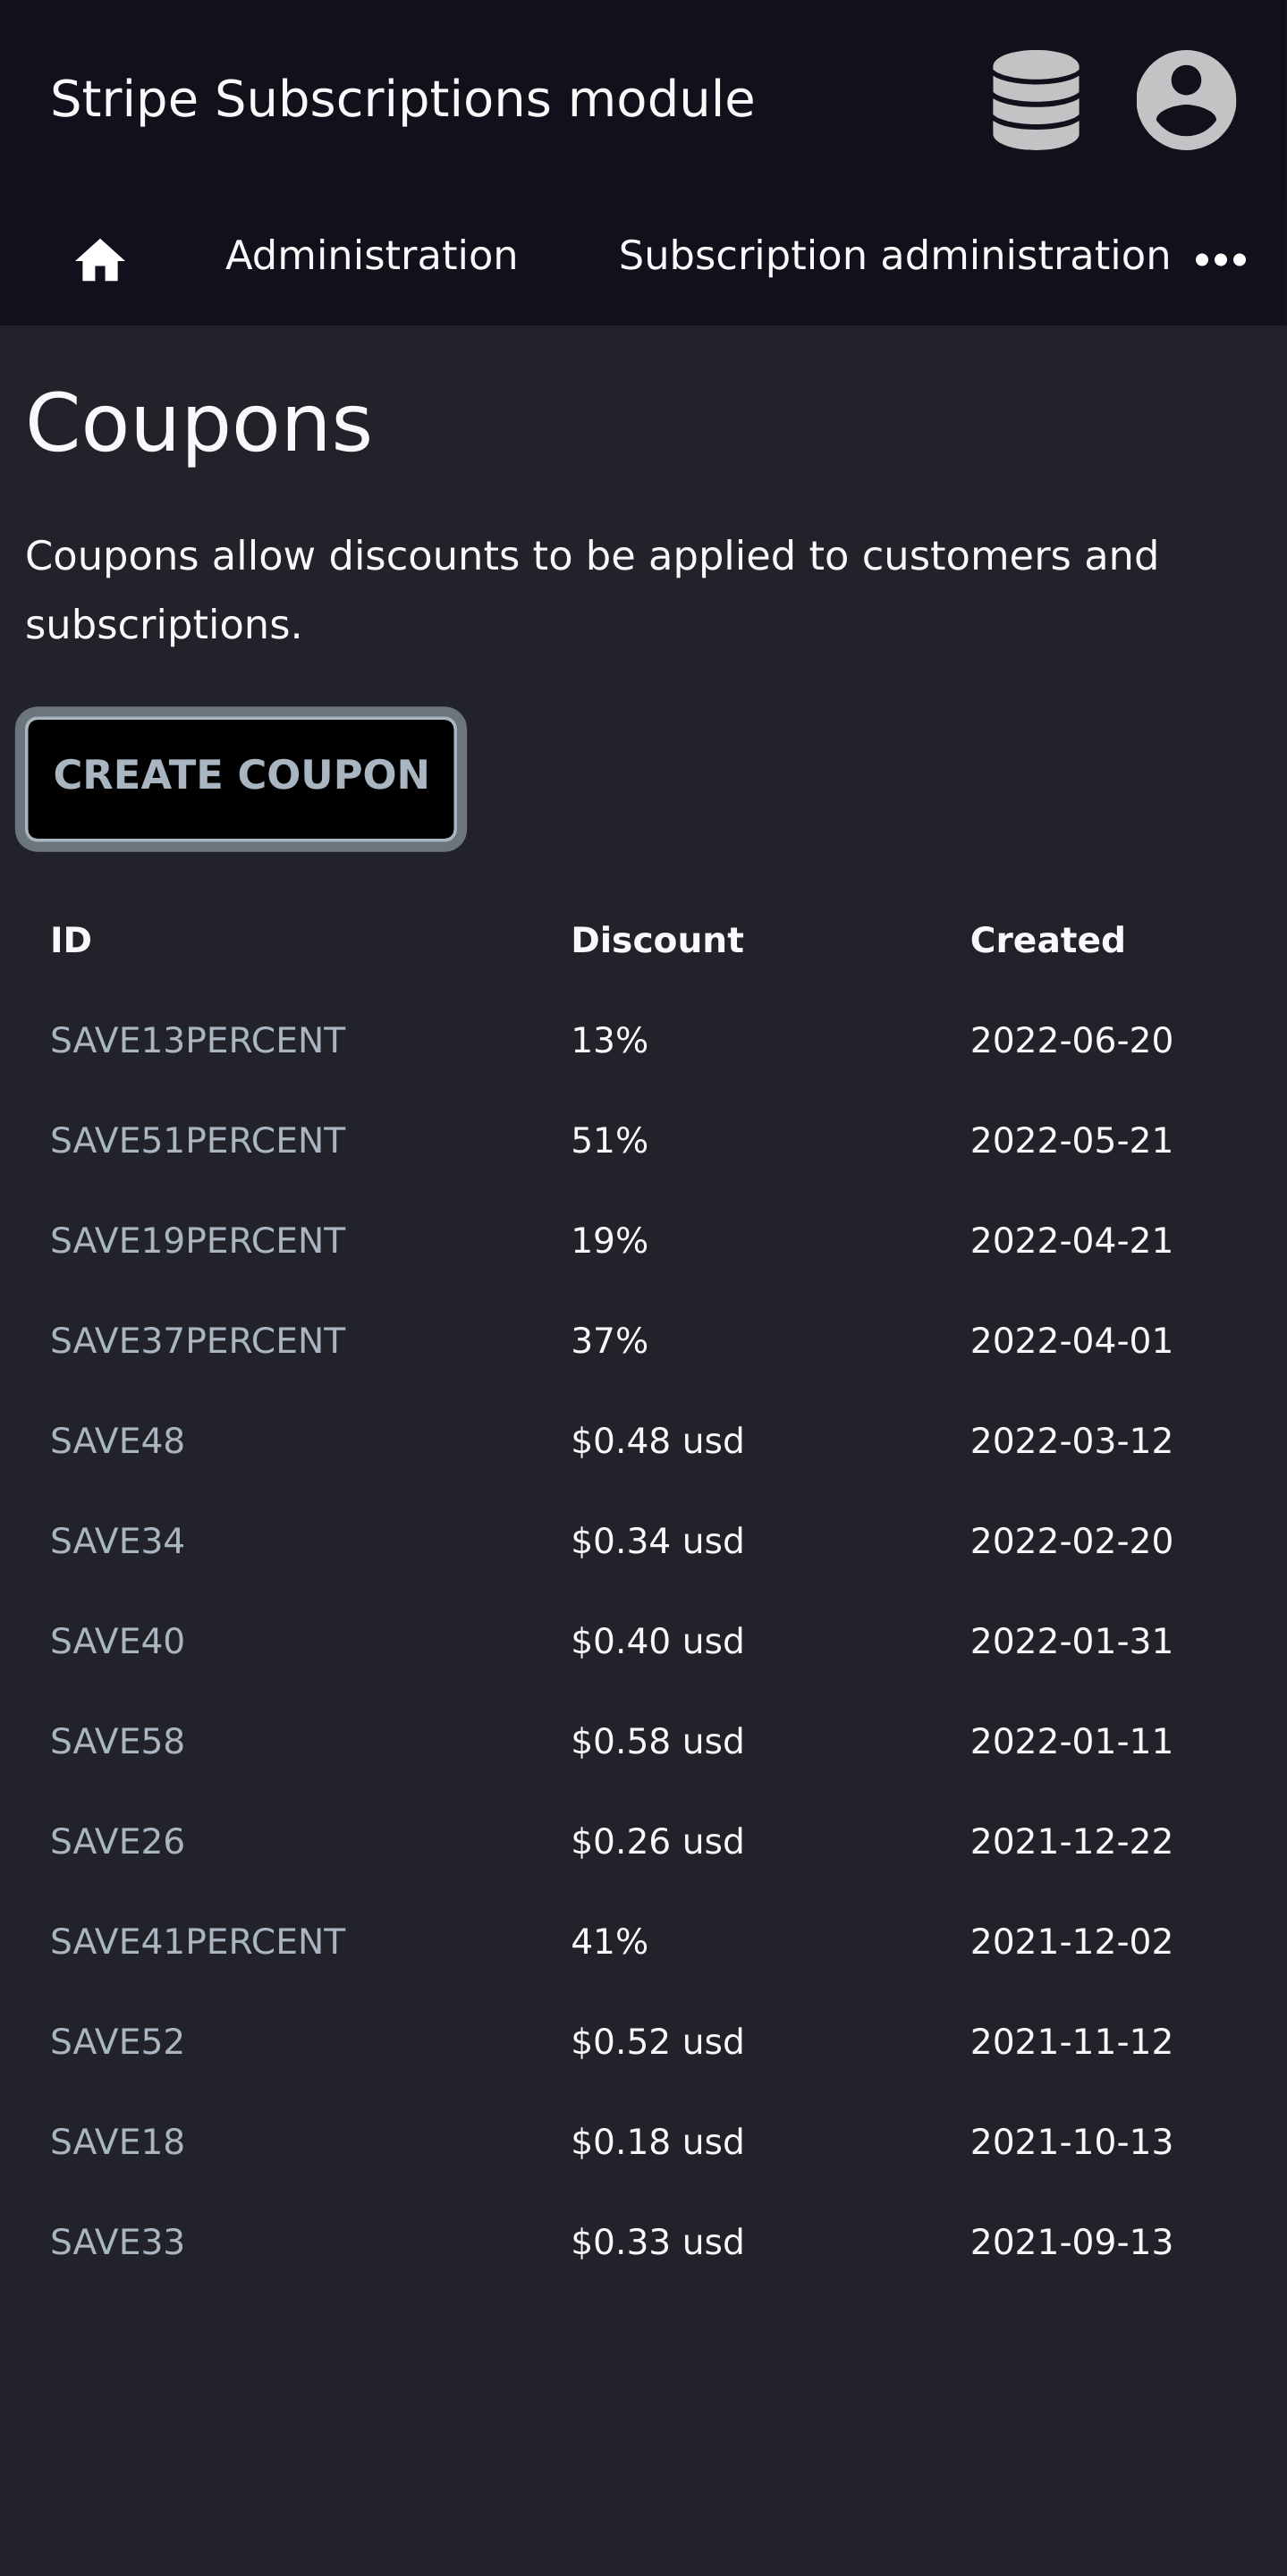 Stripe Subscriptions module
Administration Subscription administration •••
Coupons
Coupons allow discounts to be applied to customers and
subscriptions.
CREATE COUPON
ID Discount Created
SAVE13PERCENT 13% 2022-06-20
SAVE51PERCENT 51% 2022-05-21
SAVE19PERCENT 19% 2022-04-21
SAVE37PERCENT 37% 2022-04-01
SAVE48 $0.48 usd 2022-03-12
SAVE34 $0.34 usd 2022-02-20
SAVE40 $0.40 usd 2022-01-31
SAVE58 $0.58 usd 2022-01-11
SAVE26 $0.26 usd 2021-12-22
SAVE41PERCENT 41% 2021-12-02
SAVE52 $0.52 usd 2021-11-12
SAVE18 $0.18 usd 2021-10-13
SAVE33 $0.33 usd 2021-09-13